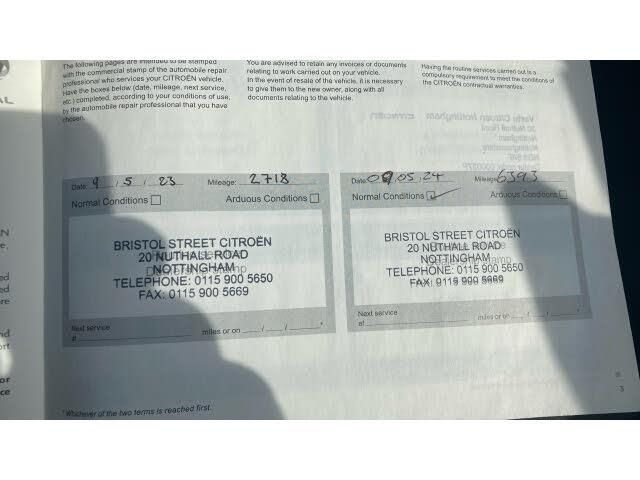 The following pages are intended to be stamped
with the commercial stamp of the automobile repair
professional who services your CITROËN vehicle.
Have the boxes below (date, mileage, next service,
etc.) completed, according to your conditions of use,
by the automobile repair professional that you have
chosen.
You are advised to retain any invoices or documents
relating to work carried out on your vehicle.
In the event of resale of the vehicle, it is necessary
to give them to the new owner, along with all
documents relating to the vehicle.
Having the routine services carried out is a
compulsory requirement to meet the conditions of
the CITROËN contractual warranties.
Date: 9 / 5 / 23 Mileage: 2718
Normal Conditions Arduous Conditions
BRISTOL STREET CITROËN
20 NUTHALL ROAD
NOTTINGHAM
TELEPHONE: 0115 900 5650
FAX: 0115 900 5669
Next service
at miles or on / / *
Date: 09.05.24 Mileage: 6393
Normal Conditions ✓ Arduous Conditions
BRISTOL STREET CITROËN
20 NUTHALL ROAD
NOTTINGHAM
TELEPHONE: 0115 900 5650
FAX: 0115 900 5669
Next service
at miles or on / / *
*Whichever of the two terms is reached first.
3